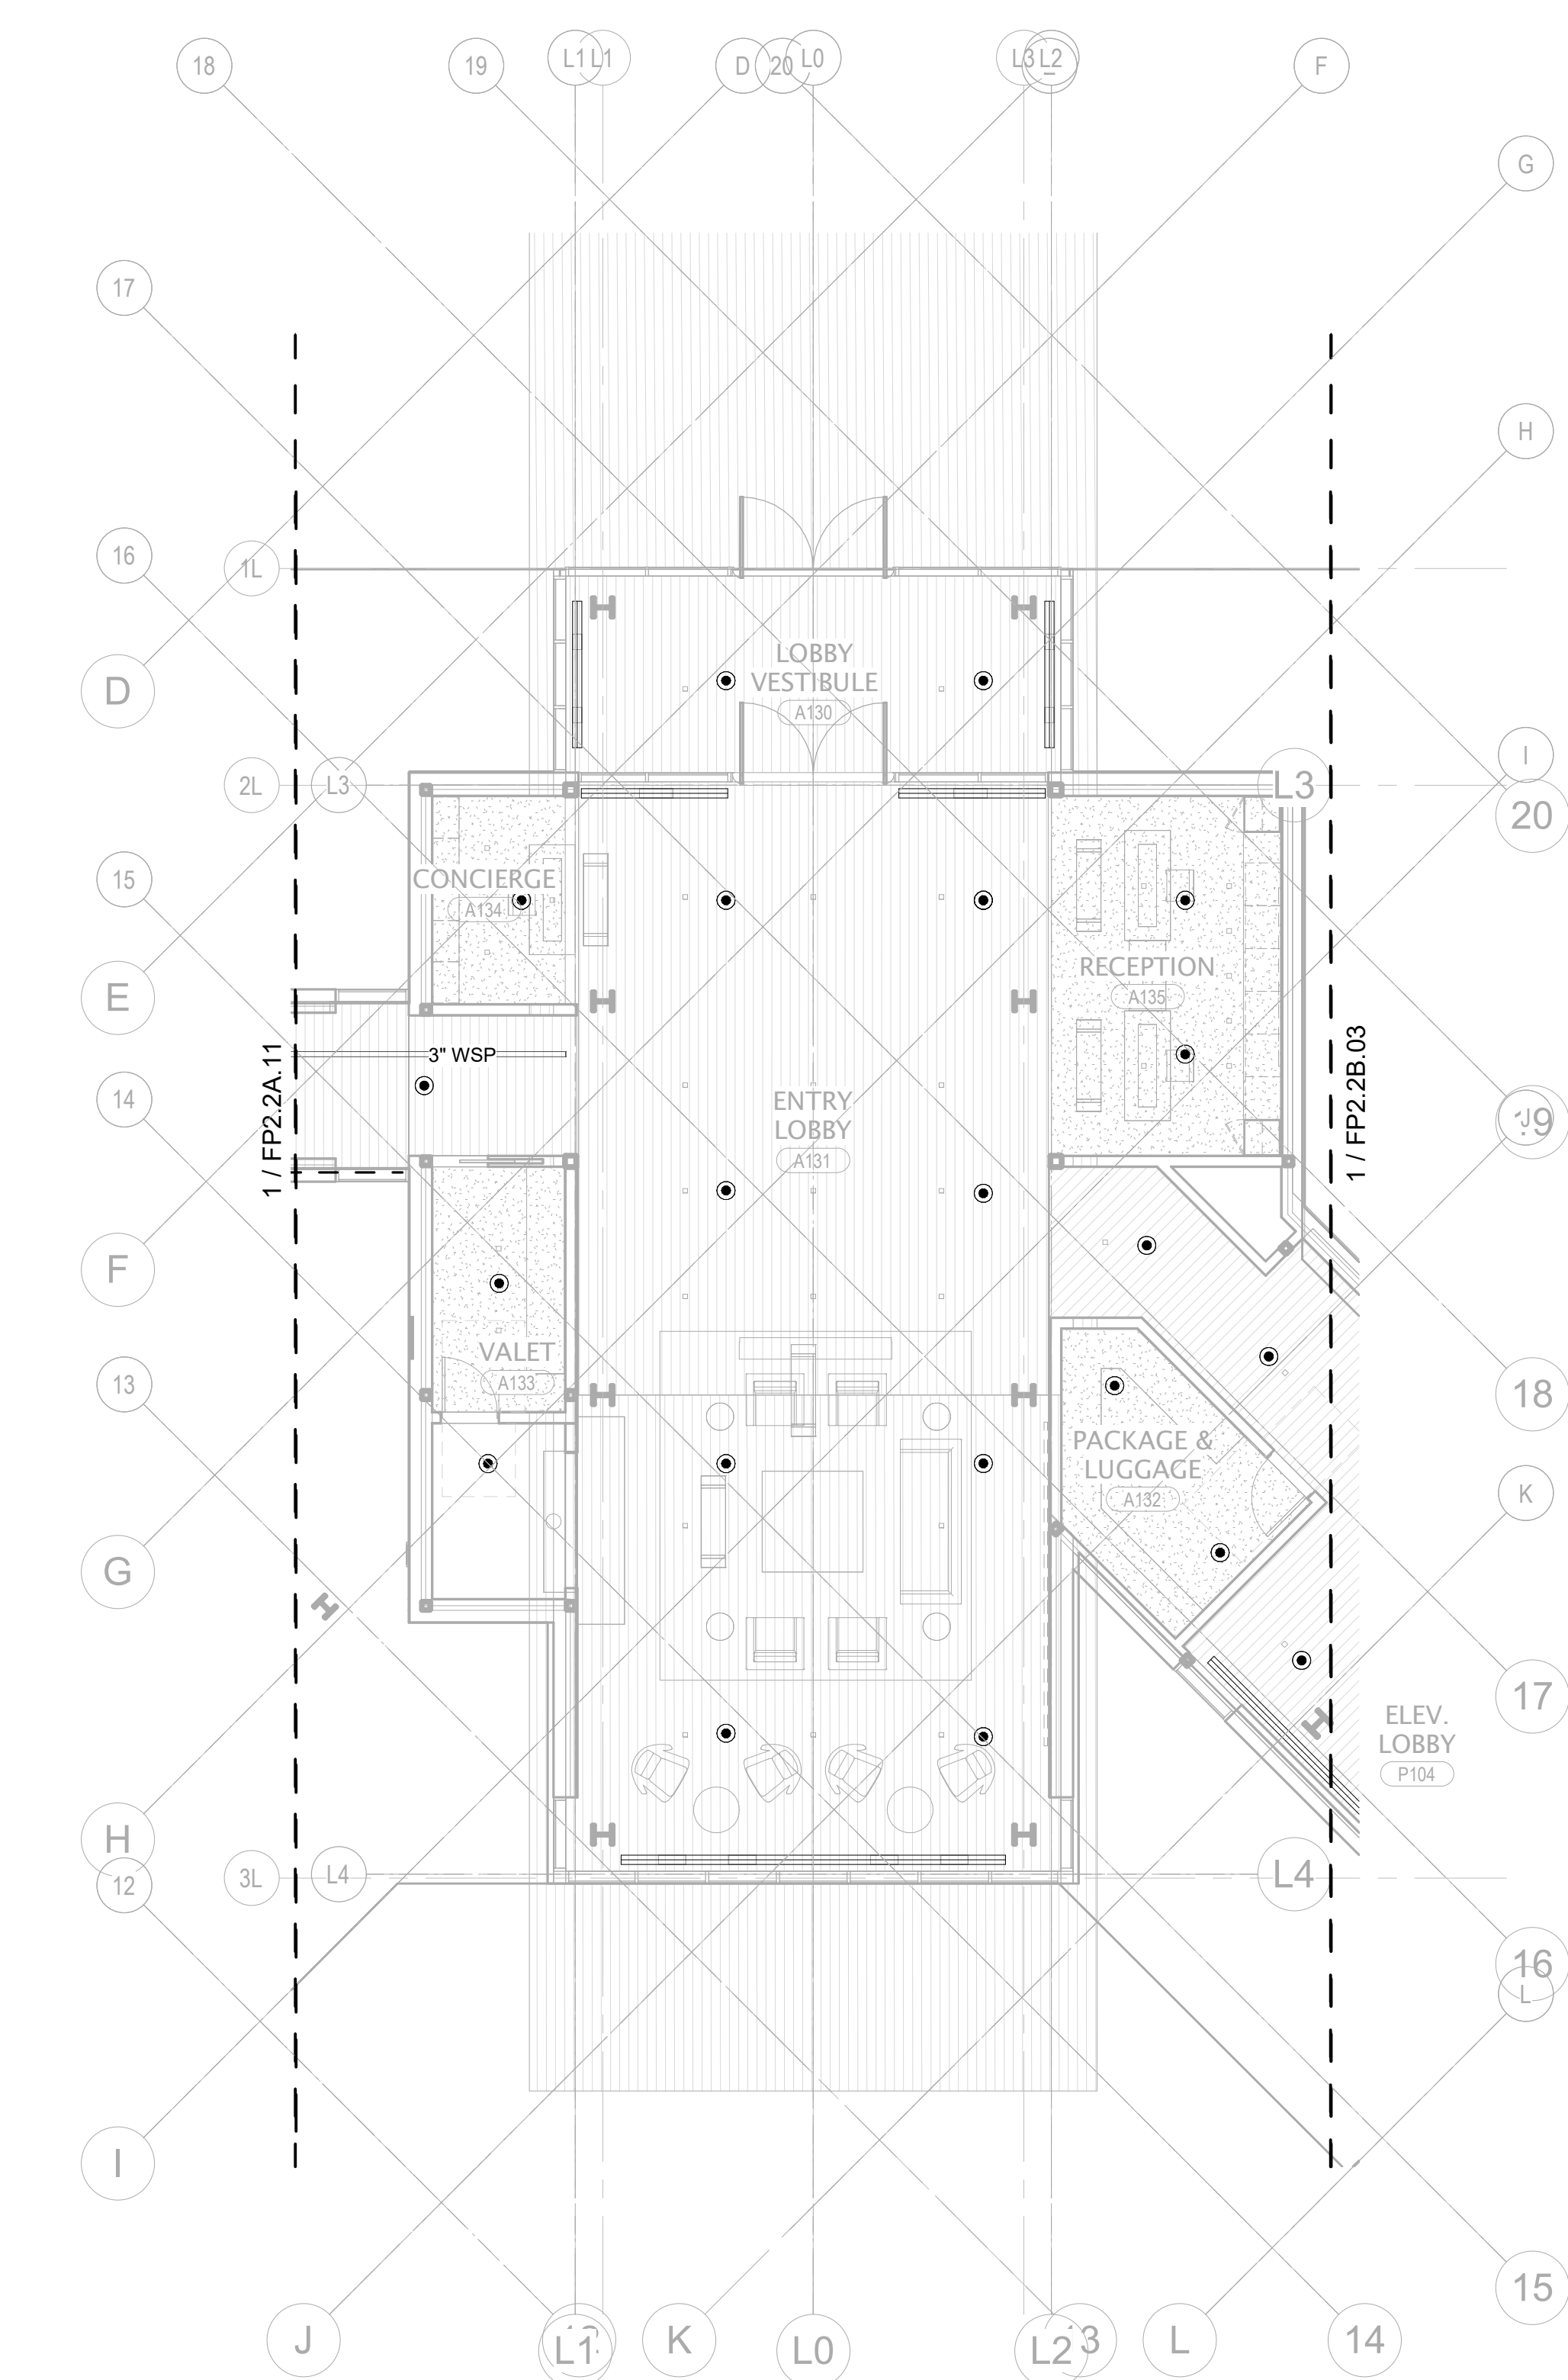 18
19
D
20
L0
L1
L1
L3
L2
F
G
17
H
16
1L
LOBBY
VESTIBULE
A130
D
I
2L
L3
L3
20
15
CONCIERGE
A134
RECEPTION
A135
E
3" WSP
1 / FP2.2A.11
1 / FP2.2B.03
14
ENTRY
LOBBY
A131
J
19
F
VALET
A133
13
18
PACKAGE &
LUGGAGE
A132
K
G
17
ELEV.
LOBBY
P104
H
12
3L
L4
L4
16
L
I
15
J
L1
K
L0
L2
13
L
14